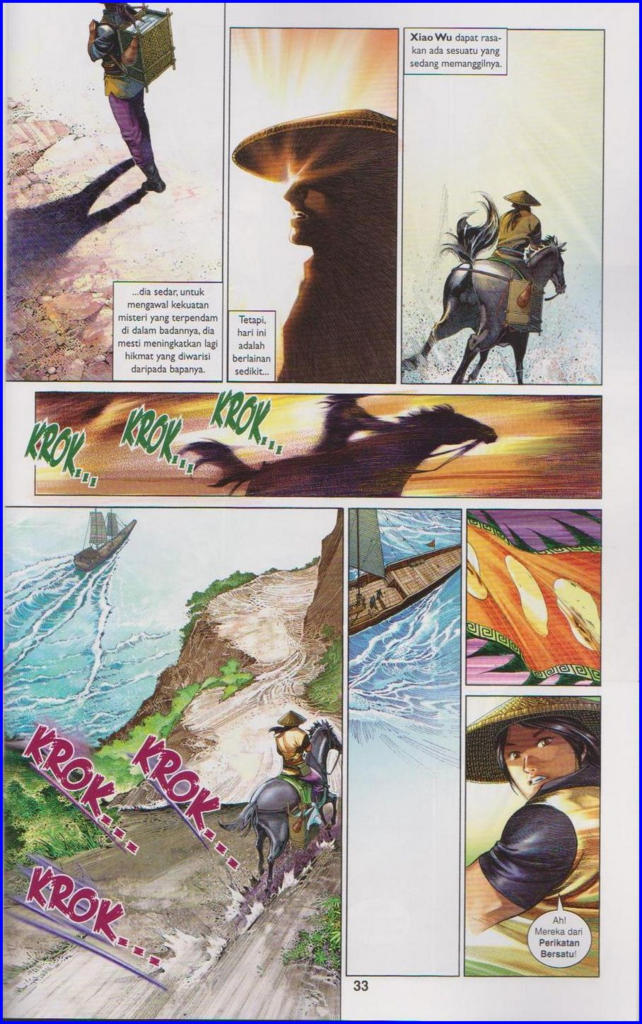 ...dia sedar, untuk
mengawal kekuatan
misteri yang terpendam
di dalam badannya, dia
mesti meningkatkan lagi
hikmat yang diwarisi
daripada bapanya.
Tetapi,
hari ini
adalah
berlainan
sedikit...
Xiao Wu dapat rasa-
kan ada sesuatu yang
sedang memanggilnya.
KROK...
KROK...
KROK...
KROK...
KROK...
KROK...
Ah!
Mereka dari
Perikatan
Bersatu!
33